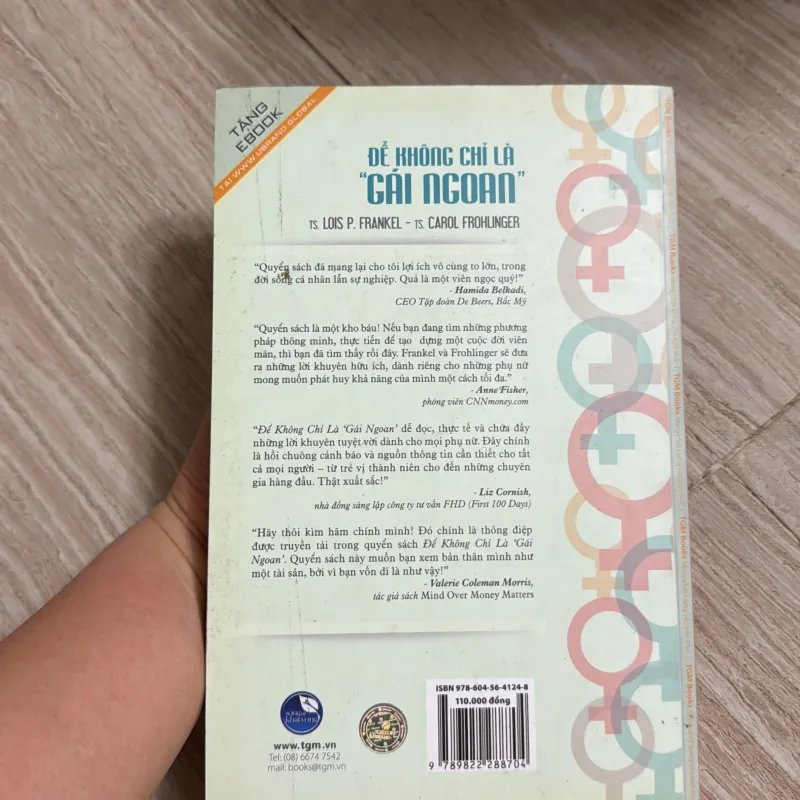 TẶNG
EBOOK
TẠI WWW.UBRAND.GLOBAL
ĐỂ KHÔNG CHỈ LÀ
“GÁI NGOAN”
TS. LOIS P. FRANKEL – TS. CAROL FROHLINGER
“Quyển sách đã mang lại cho tôi lợi ích vô cùng to lớn, trong
đời sống cá nhân lẫn sự nghiệp. Quả là một viên ngọc quý!”
- Hamida Belkadi,
CEO Tập đoàn De Beers, Bắc Mỹ
“Quyển sách là một kho báu! Nếu bạn đang tìm những phương
pháp thông minh, thực tiễn để tạo dựng một cuộc đời viên
mãn, thì bạn đã tìm thấy rồi đây. Frankel và Frohlinger sẽ đưa
ra những lời khuyên hữu ích, dành riêng cho những phụ nữ
mong muốn phát huy khả năng của mình một cách tối đa.”
- Anne Fisher,
phóng viên CNNmoney.com
“Để Không Chỉ Là ‘Gái Ngoan’ dễ đọc, thực tế và chứa đầy
những lời khuyên tuyệt vời dành cho mọi phụ nữ. Đây chính
là hồi chuông cảnh báo và nguồn thông tin cần thiết cho tất
cả mọi người – từ trẻ vị thành niên cho đến những chuyên
gia hàng đầu. Thật xuất sắc!”
- Liz Cornish,
nhà đồng sáng lập công ty tư vấn FHD (First 100 Days)
“Hãy thôi kìm hãm chính mình! Đó chính là thông điệp
được truyền tải trong quyển sách Để Không Chỉ Là ‘Gái
Ngoan’. Quyển sách này muốn bạn xem bản thân mình như
một tài sản, bởi vì bạn vốn dĩ là như vậy!”
- Valerie Coleman Morris,
tác giả sách Mind Over Money Matters
ISBN 978-604-56-4124-8
110.000 đồng
9 789822 288704
www.tgm.vn
Tel: (08) 6674 7542
mail: books@tgm.vn
TGM Books
TGM Books
TGM Books
TGM Books
TGM Books